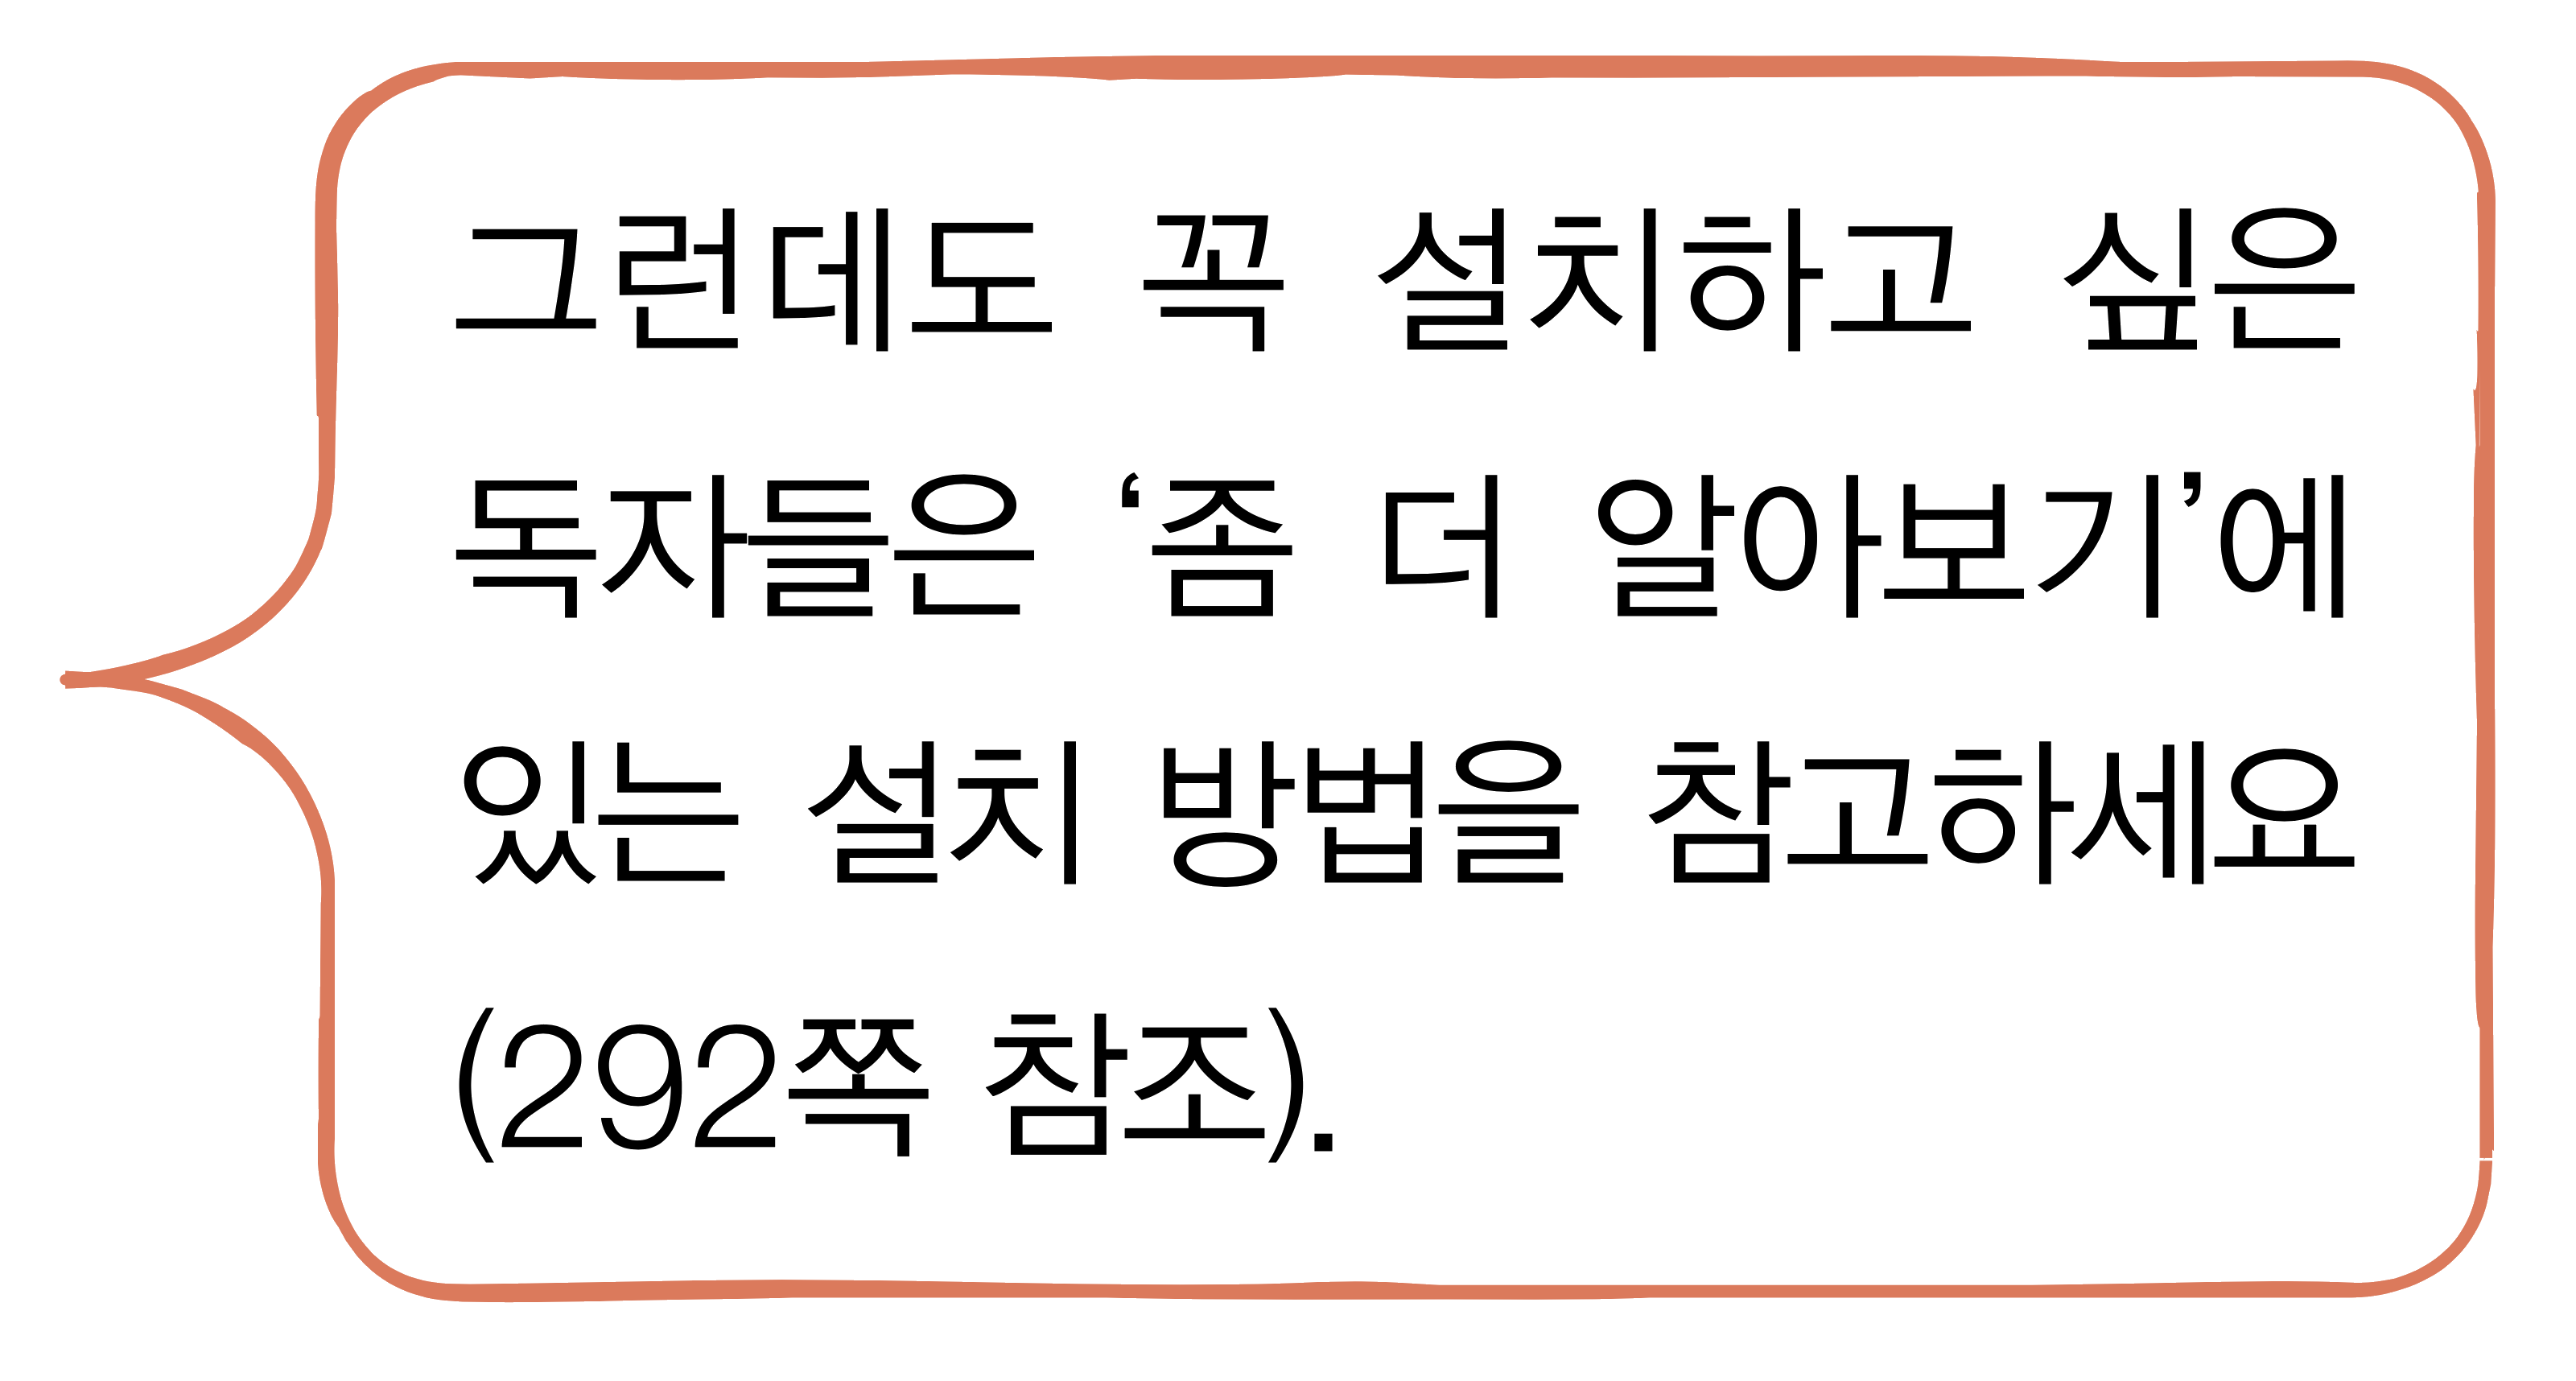 그런데도 꼭 설치하고 싶은
독자들은 ‘좀 더 알아보기’에
있는 설치 방법을 참고하세요
(292쪽 참조).